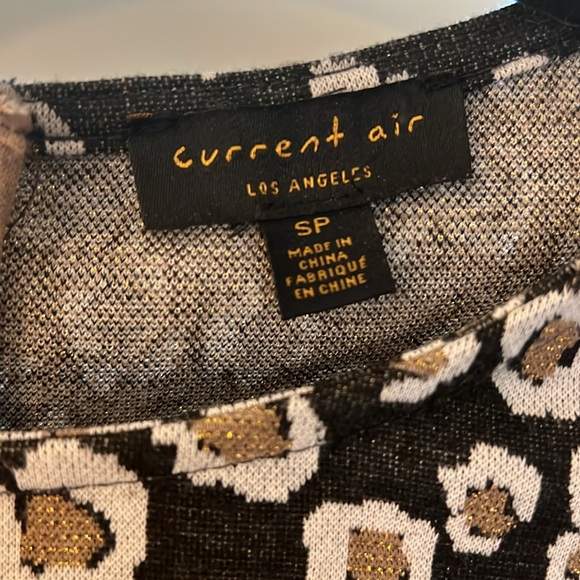 current air
LOS ANGELES
SP
MADE IN
CHINA
FABRIQUÉ
EN CHINE